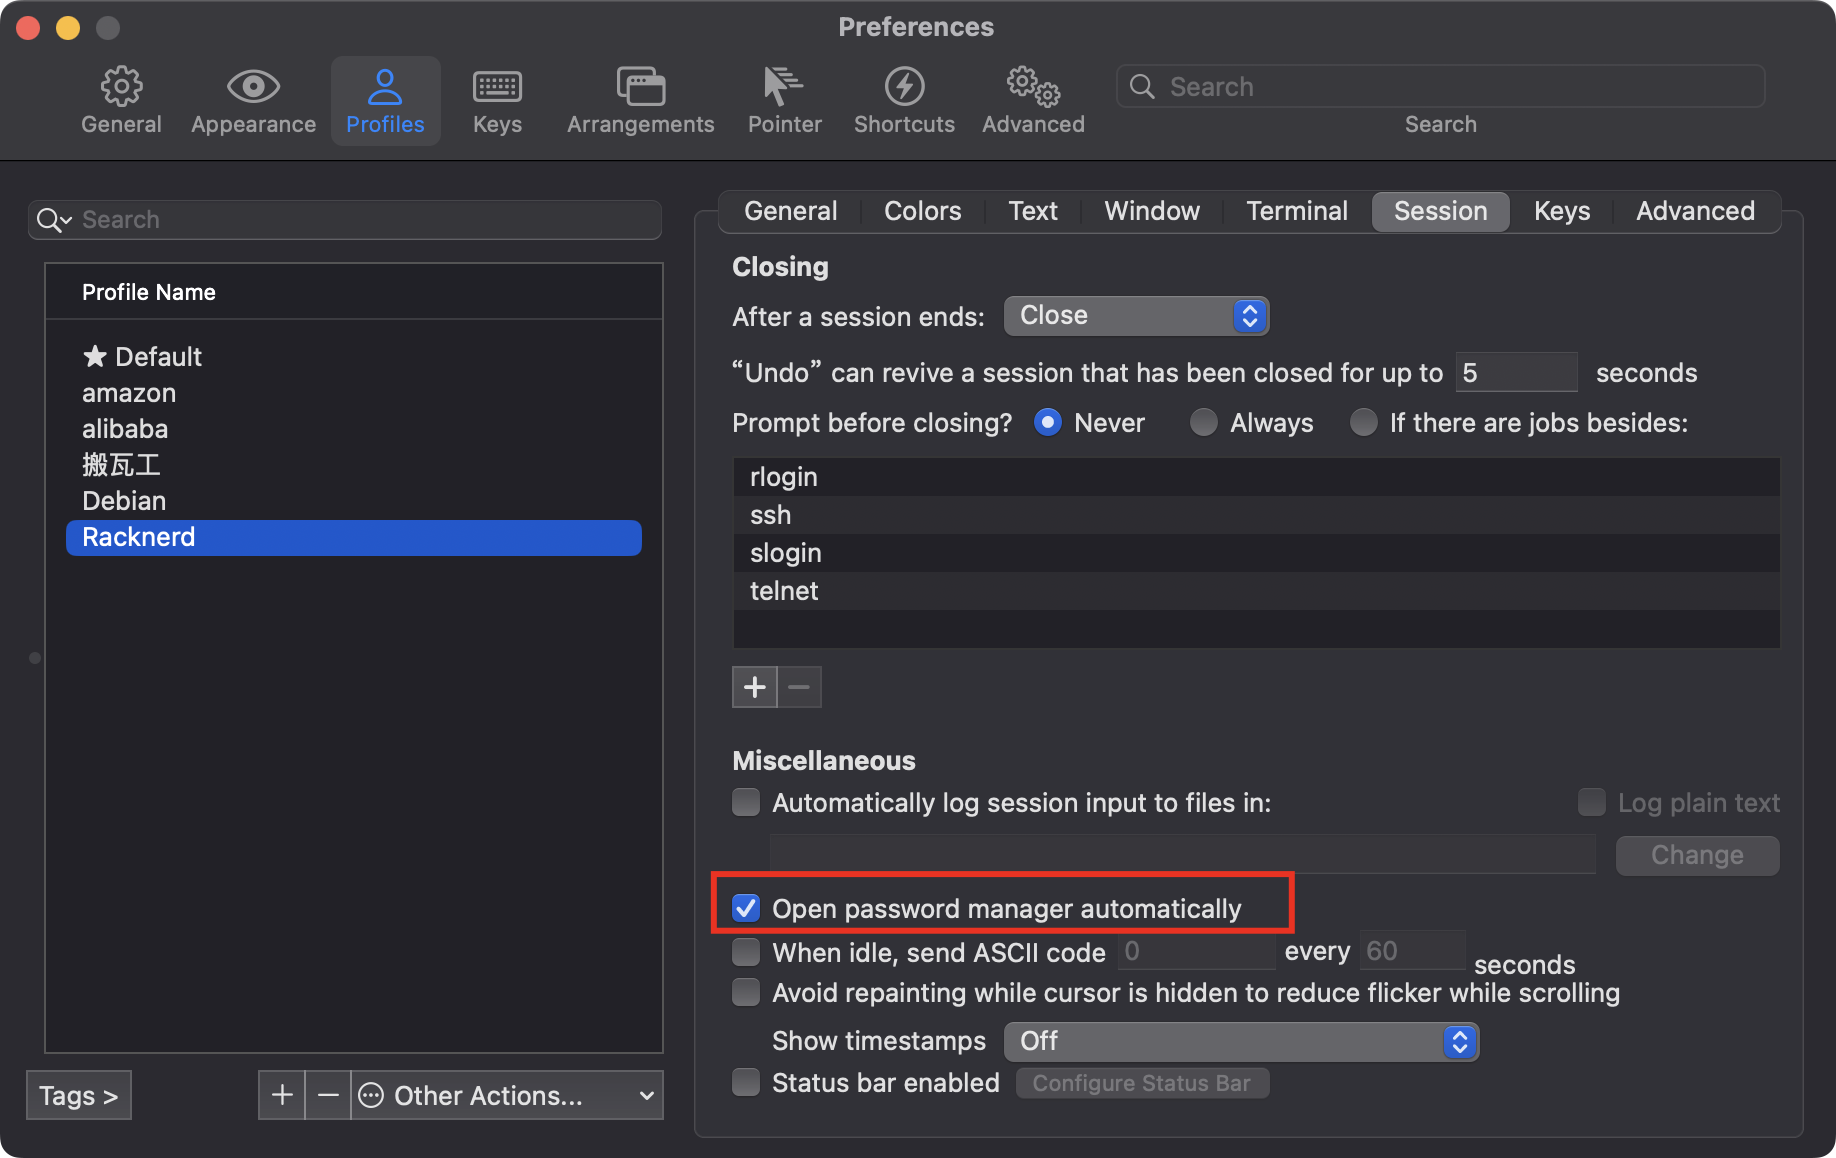 Preferences
General
Appearance
Profiles
Keys
Arrangements
Pointer
Shortcuts
Advanced
Search
Search
Search
Profile Name
★ Default
amazon
alibaba
搬瓦工
Debian
Racknerd
Tags >
Other Actions...
General Colors Text Window Terminal Session Keys Advanced
Closing
After a session ends: Close
“Undo” can revive a session that has been closed for up to 5 seconds
Prompt before closing? Never Always If there are jobs besides:
rlogin
ssh
slogin
telnet
Miscellaneous
Automatically log session input to files in: Log plain text
Change
Open password manager automatically
When idle, send ASCII code 0 every 60 seconds
Avoid repainting while cursor is hidden to reduce flicker while scrolling
Show timestamps Off
Status bar enabled Configure Status Bar